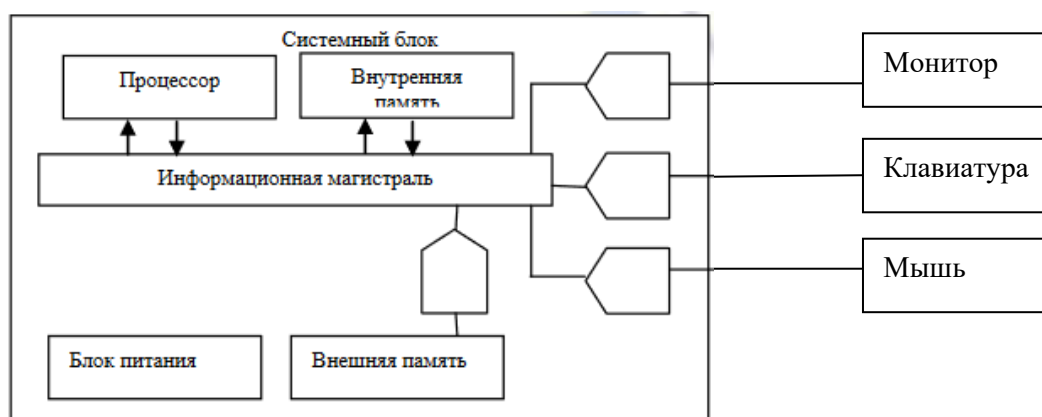 Системный блок
Процессор
Внутренняя
память
Информационная магистраль
Блок питания
Внешняя память
Монитор
Клавиатура
Мышь